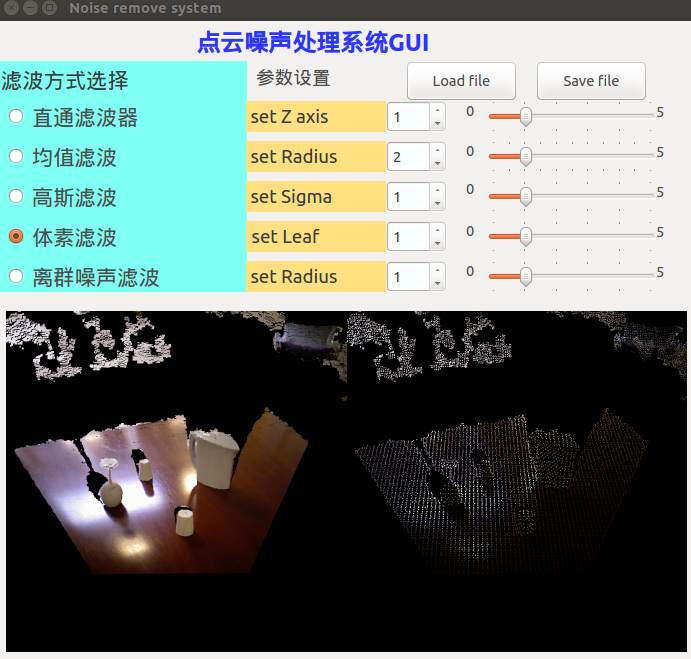 Noise remove system
点云噪声处理系统GUI
滤波方式选择 参数设置 Load file Save file
直通滤波器 set Z axis 1 0 5
均值滤波 set Radius 2 0 5
高斯滤波 set Sigma 1 0 5
体素滤波 set Leaf 1 0 5
离群噪声滤波 set Radius 1 0 5